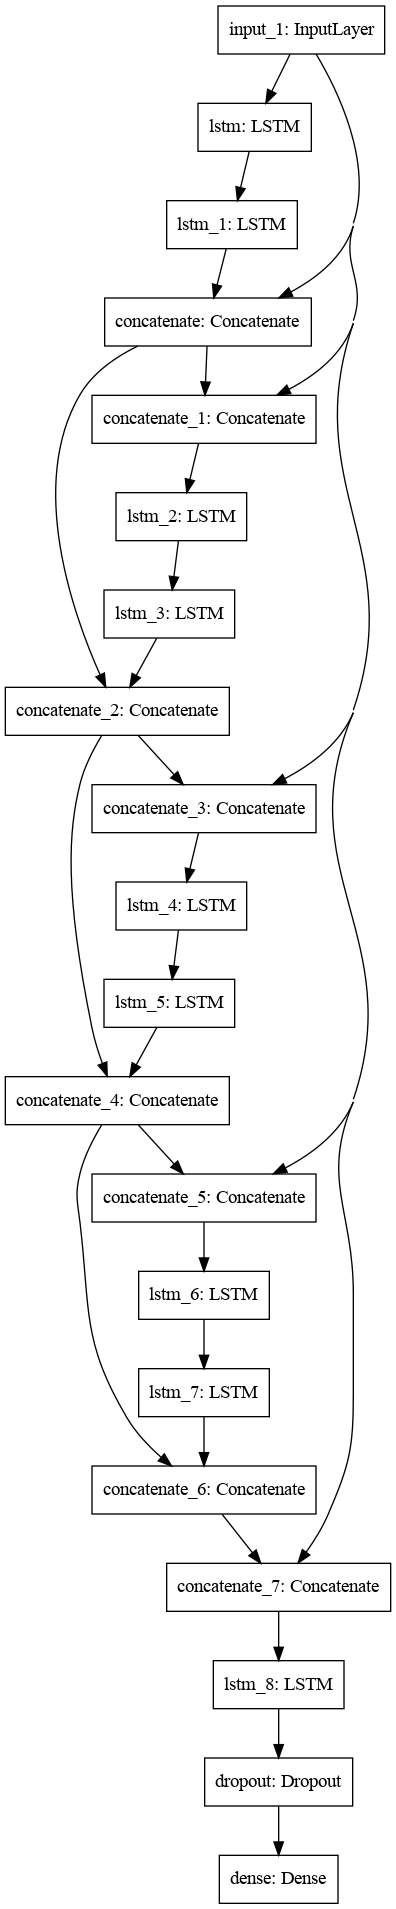 input_1: InputLayer
lstm: LSTM
lstm_1: LSTM
concatenate: Concatenate
concatenate_1: Concatenate
lstm_2: LSTM
lstm_3: LSTM
concatenate_2: Concatenate
concatenate_3: Concatenate
lstm_4: LSTM
lstm_5: LSTM
concatenate_4: Concatenate
concatenate_5: Concatenate
lstm_6: LSTM
lstm_7: LSTM
concatenate_6: Concatenate
concatenate_7: Concatenate
lstm_8: LSTM
dropout: Dropout
dense: Dense